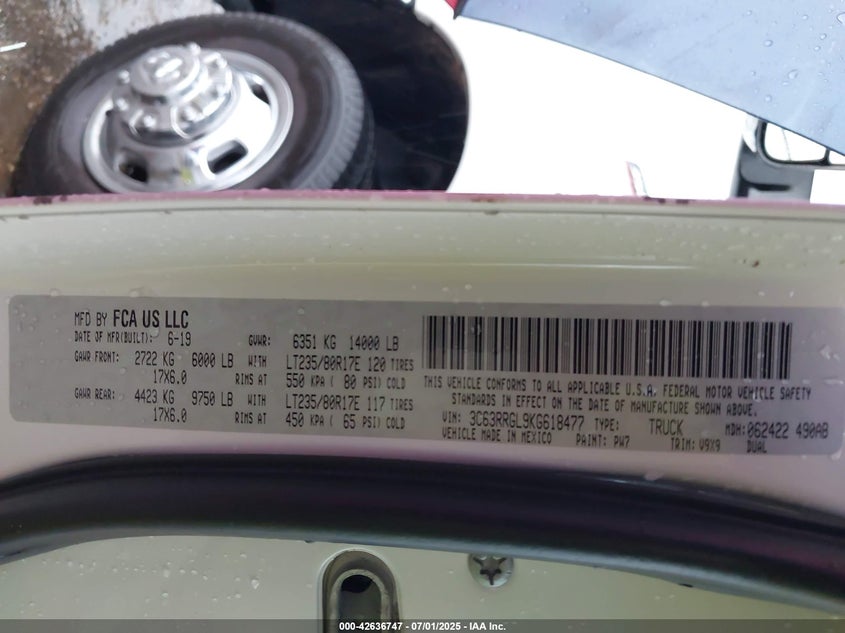 MFD BY FCA US LLC
DATE OF MFR(BUILT): 6-19 GVWR: 6351 KG 14000 LB
GAWR FRONT: 2722 KG 6000 LB WITH LT235/80R17E 120 TIRES
17X6.0 RIMS AT 550 KPA ( 80 PSI) COLD
GAWR REAR: 4423 KG 9750 LB WITH LT235/80R17E 117 TIRES
17X6.0 RIMS AT 450 KPA ( 65 PSI) COLD
THIS VEHICLE CONFORMS TO ALL APPLICABLE U.S.A. FEDERAL MOTOR VEHICLE SAFETY
STANDARDS IN EFFECT ON THE DATE OF MANUFACTURE SHOWN ABOVE.
VIN: 3C63RRGL9KG618477 TYPE: TRUCK MDH: 062422 490AB
VEHICLE MADE IN MEXICO PAINT: PW7 TRIM: V9X9 DUAL
000-42636747 // 07/01/2025 - IAA Inc.